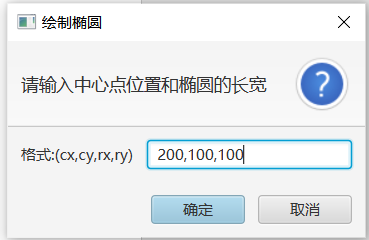 绘制椭圆
请输入中心点位置和椭圆的长宽
?
格式:(cx,cy,rx,ry) 200,100,100
确定 取消